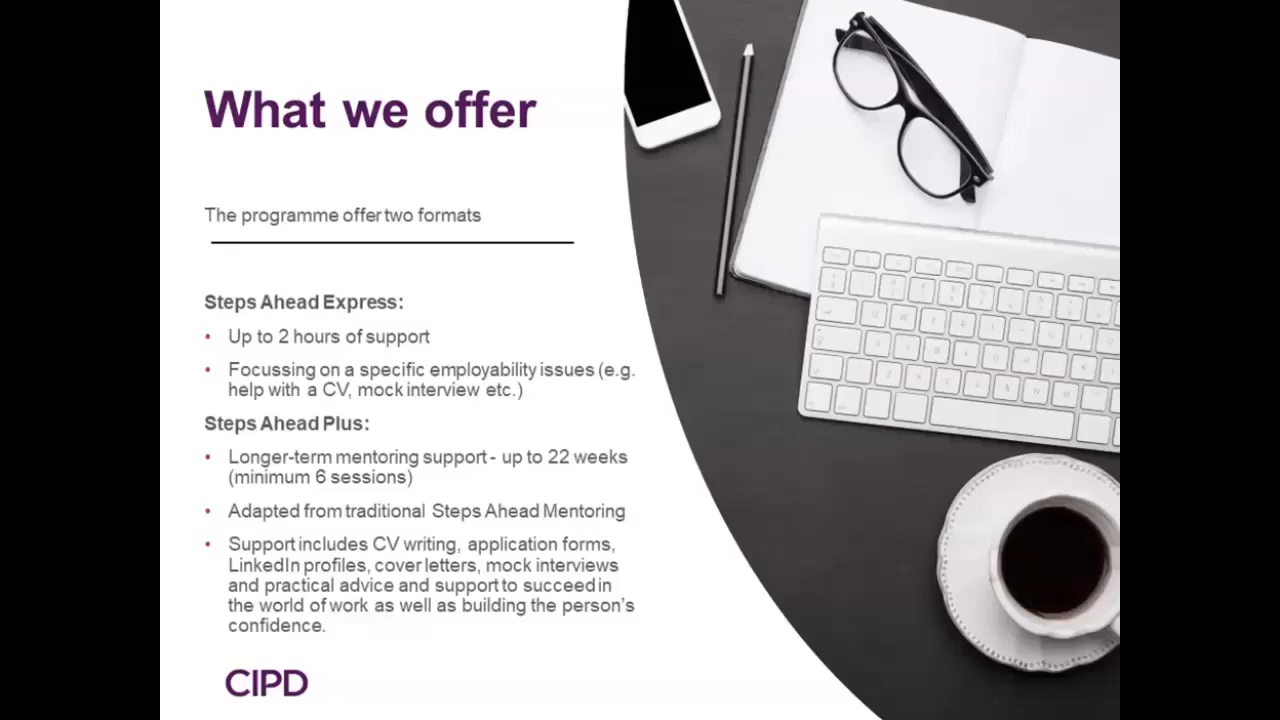 What we offer
The programme offer two formats
Steps Ahead Express:
• Up to 2 hours of support
• Focussing on a specific employability issues (e.g.
help with a CV, mock interview etc.)
Steps Ahead Plus:
• Longer-term mentoring support - up to 22 weeks
(minimum 6 sessions)
• Adapted from traditional Steps Ahead Mentoring
• Support includes CV writing, application forms,
LinkedIn profiles, cover letters, mock interviews
and practical advice and support to succeed in
the world of work as well as building the person's
confidence.
CIPD